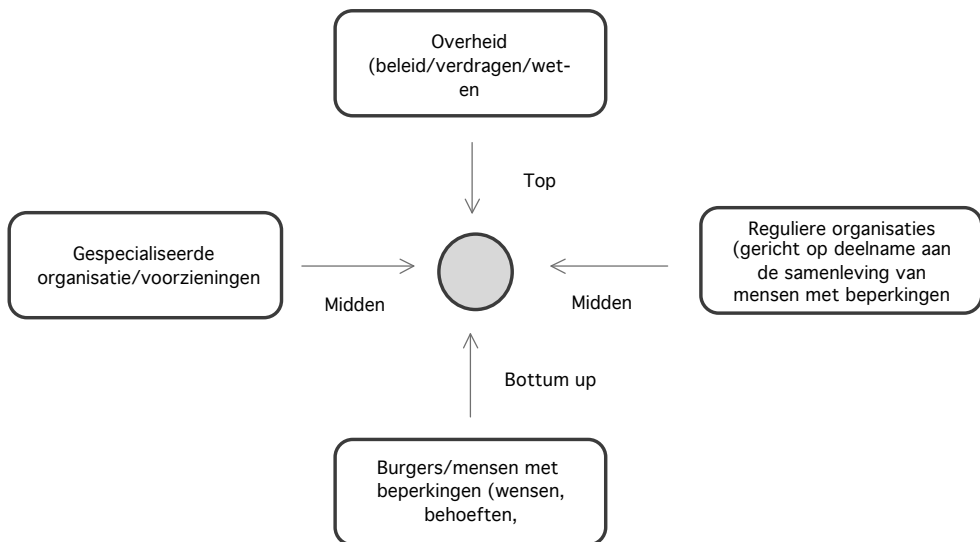 Overheid
(beleid/verdragen/wet-
en
Top
Gespecialiseerde
organisatie/voorzieningen
Midden
Reguliere organisaties
(gericht op deelname aan
de samenleving van
mensen met beperkingen
Midden
Bottum up
Burgers/mensen met
beperkingen (wensen,
behoeften,